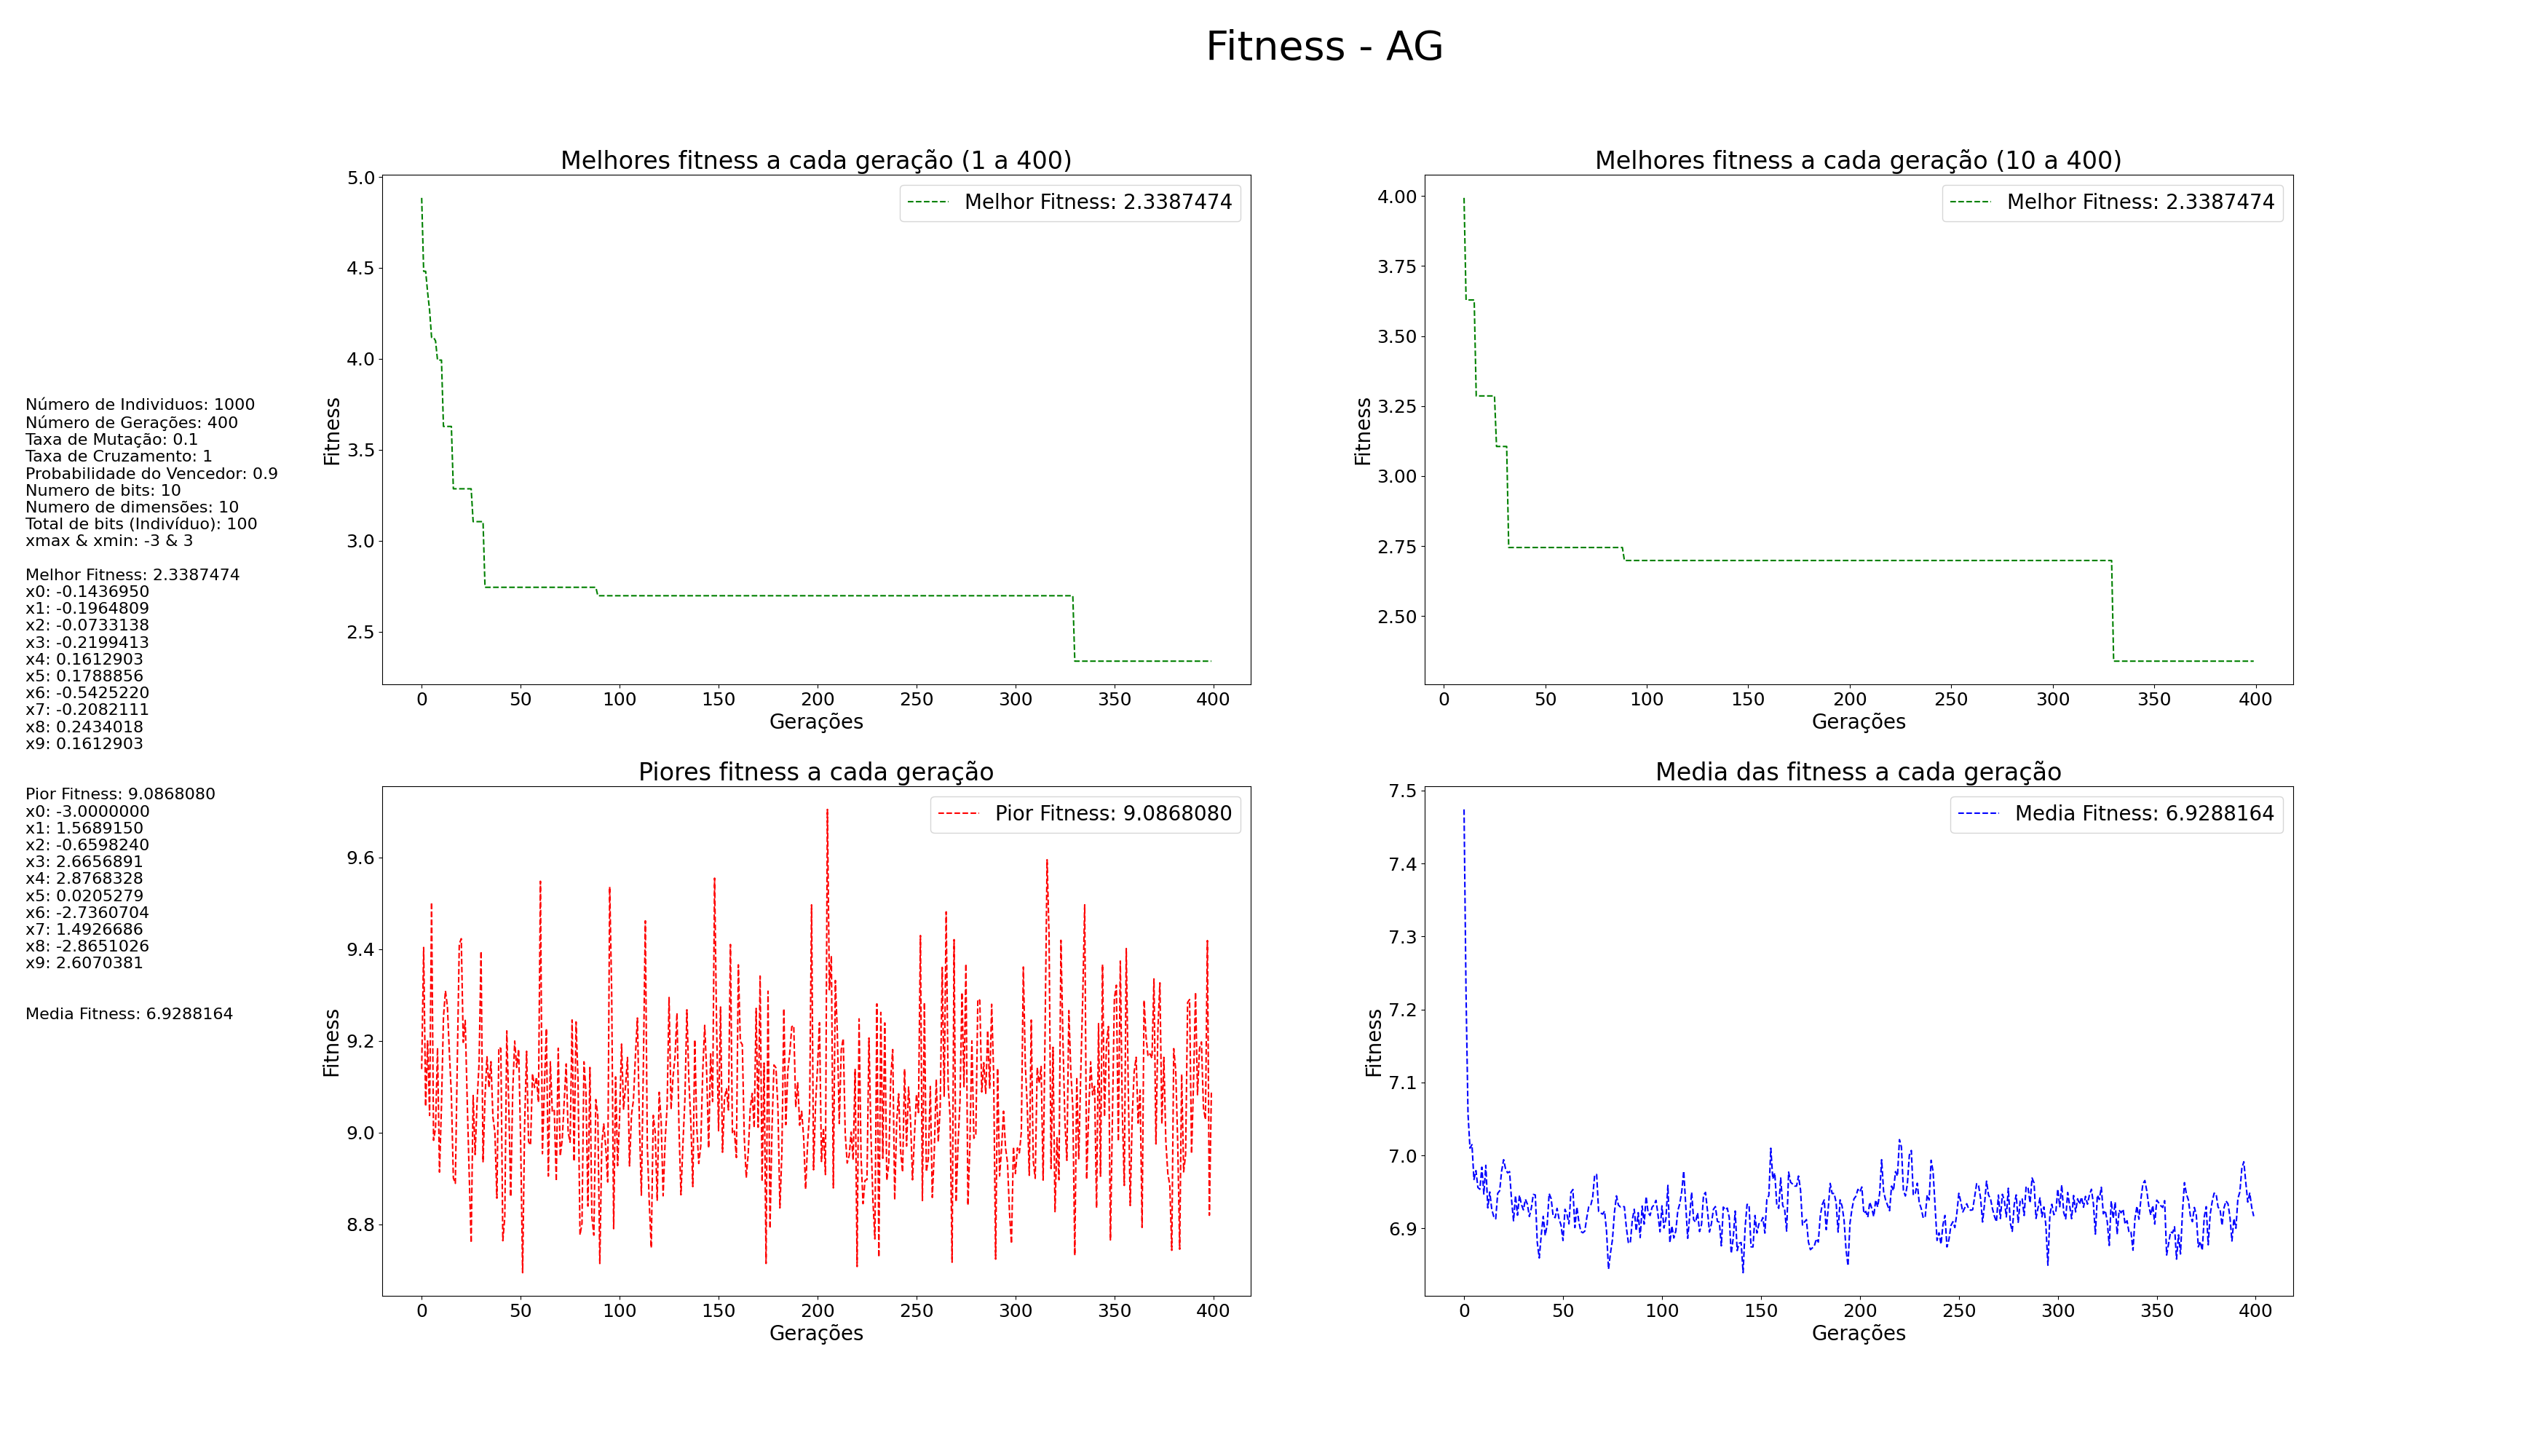 Fitness - AG
Número de Individuos: 1000
Número de Gerações: 400
Taxa de Mutação: 0.1
Taxa de Cruzamento: 1
Probabilidade do Vencedor: 0.9
Numero de bits: 10
Numero de dimensões: 10
Total de bits (Indivíduo): 100
xmax & xmin: -3 & 3
Melhor Fitness: 2.3387474
x0: -0.1436950
x1: -0.1964809
x2: -0.0733138
x3: -0.2199413
x4: 0.1612903
x5: 0.1788856
x6: -0.5425220
x7: -0.2082111
x8: 0.2434018
x9: 0.1612903
Pior Fitness: 9.0868080
x0: -3.0000000
x1: 1.5689150
x2: -0.6598240
x3: 2.6656891
x4: 2.8768328
x5: 0.0205279
x6: -2.7360704
x7: 1.4926686
x8: -2.8651026
x9: 2.6070381
Media Fitness: 6.9288164
Melhores fitness a cada geração (1 a 400)
Melhor Fitness: 2.3387474
Fitness
5.0
4.5
4.0
3.5
3.0
2.5
0 50 100 150 200 250 300 350 400
Gerações
Melhores fitness a cada geração (10 a 400)
Melhor Fitness: 2.3387474
Fitness
4.00
3.75
3.50
3.25
3.00
2.75
2.50
0 50 100 150 200 250 300 350 400
Gerações
Piores fitness a cada geração
Pior Fitness: 9.0868080
Fitness
9.6
9.4
9.2
9.0
8.8
0 50 100 150 200 250 300 350 400
Gerações
Media das fitness a cada geração
Media Fitness: 6.9288164
Fitness
7.5
7.4
7.3
7.2
7.1
7.0
6.9
0 50 100 150 200 250 300 350 400
Gerações